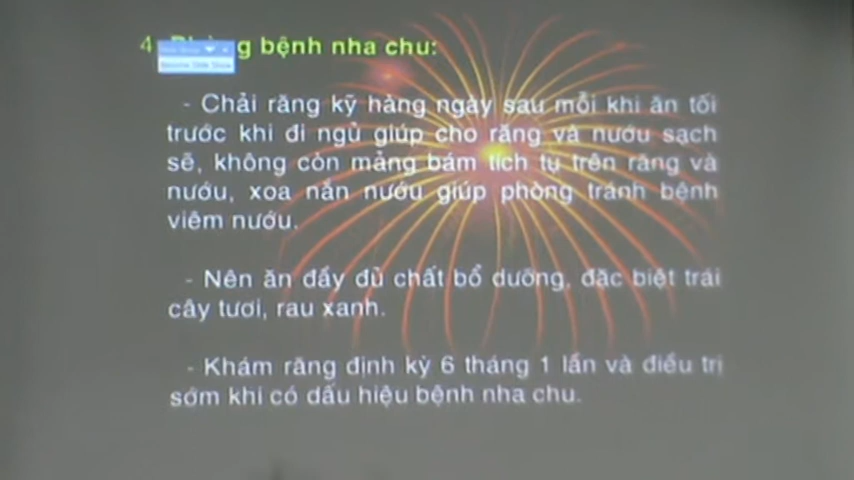 4 g bệnh nha chu:
- Chải răng kỹ hàng ngày sau mỗi khi ăn tối
trước khi đi ngủ giúp cho răng và nướu sạch
sẽ, không còn mảng bám tích tụ trên răng và
nướu, xoa nắn nướu giúp phòng tránh bệnh
viêm nướu.
- Nên ăn đầy đủ chất bổ dưỡng, đặc biệt trái
cây tươi, rau xanh.
- Khám răng định kỳ 6 tháng 1 lần và điều trị
sớm khi có dấu hiệu bệnh nha chu.